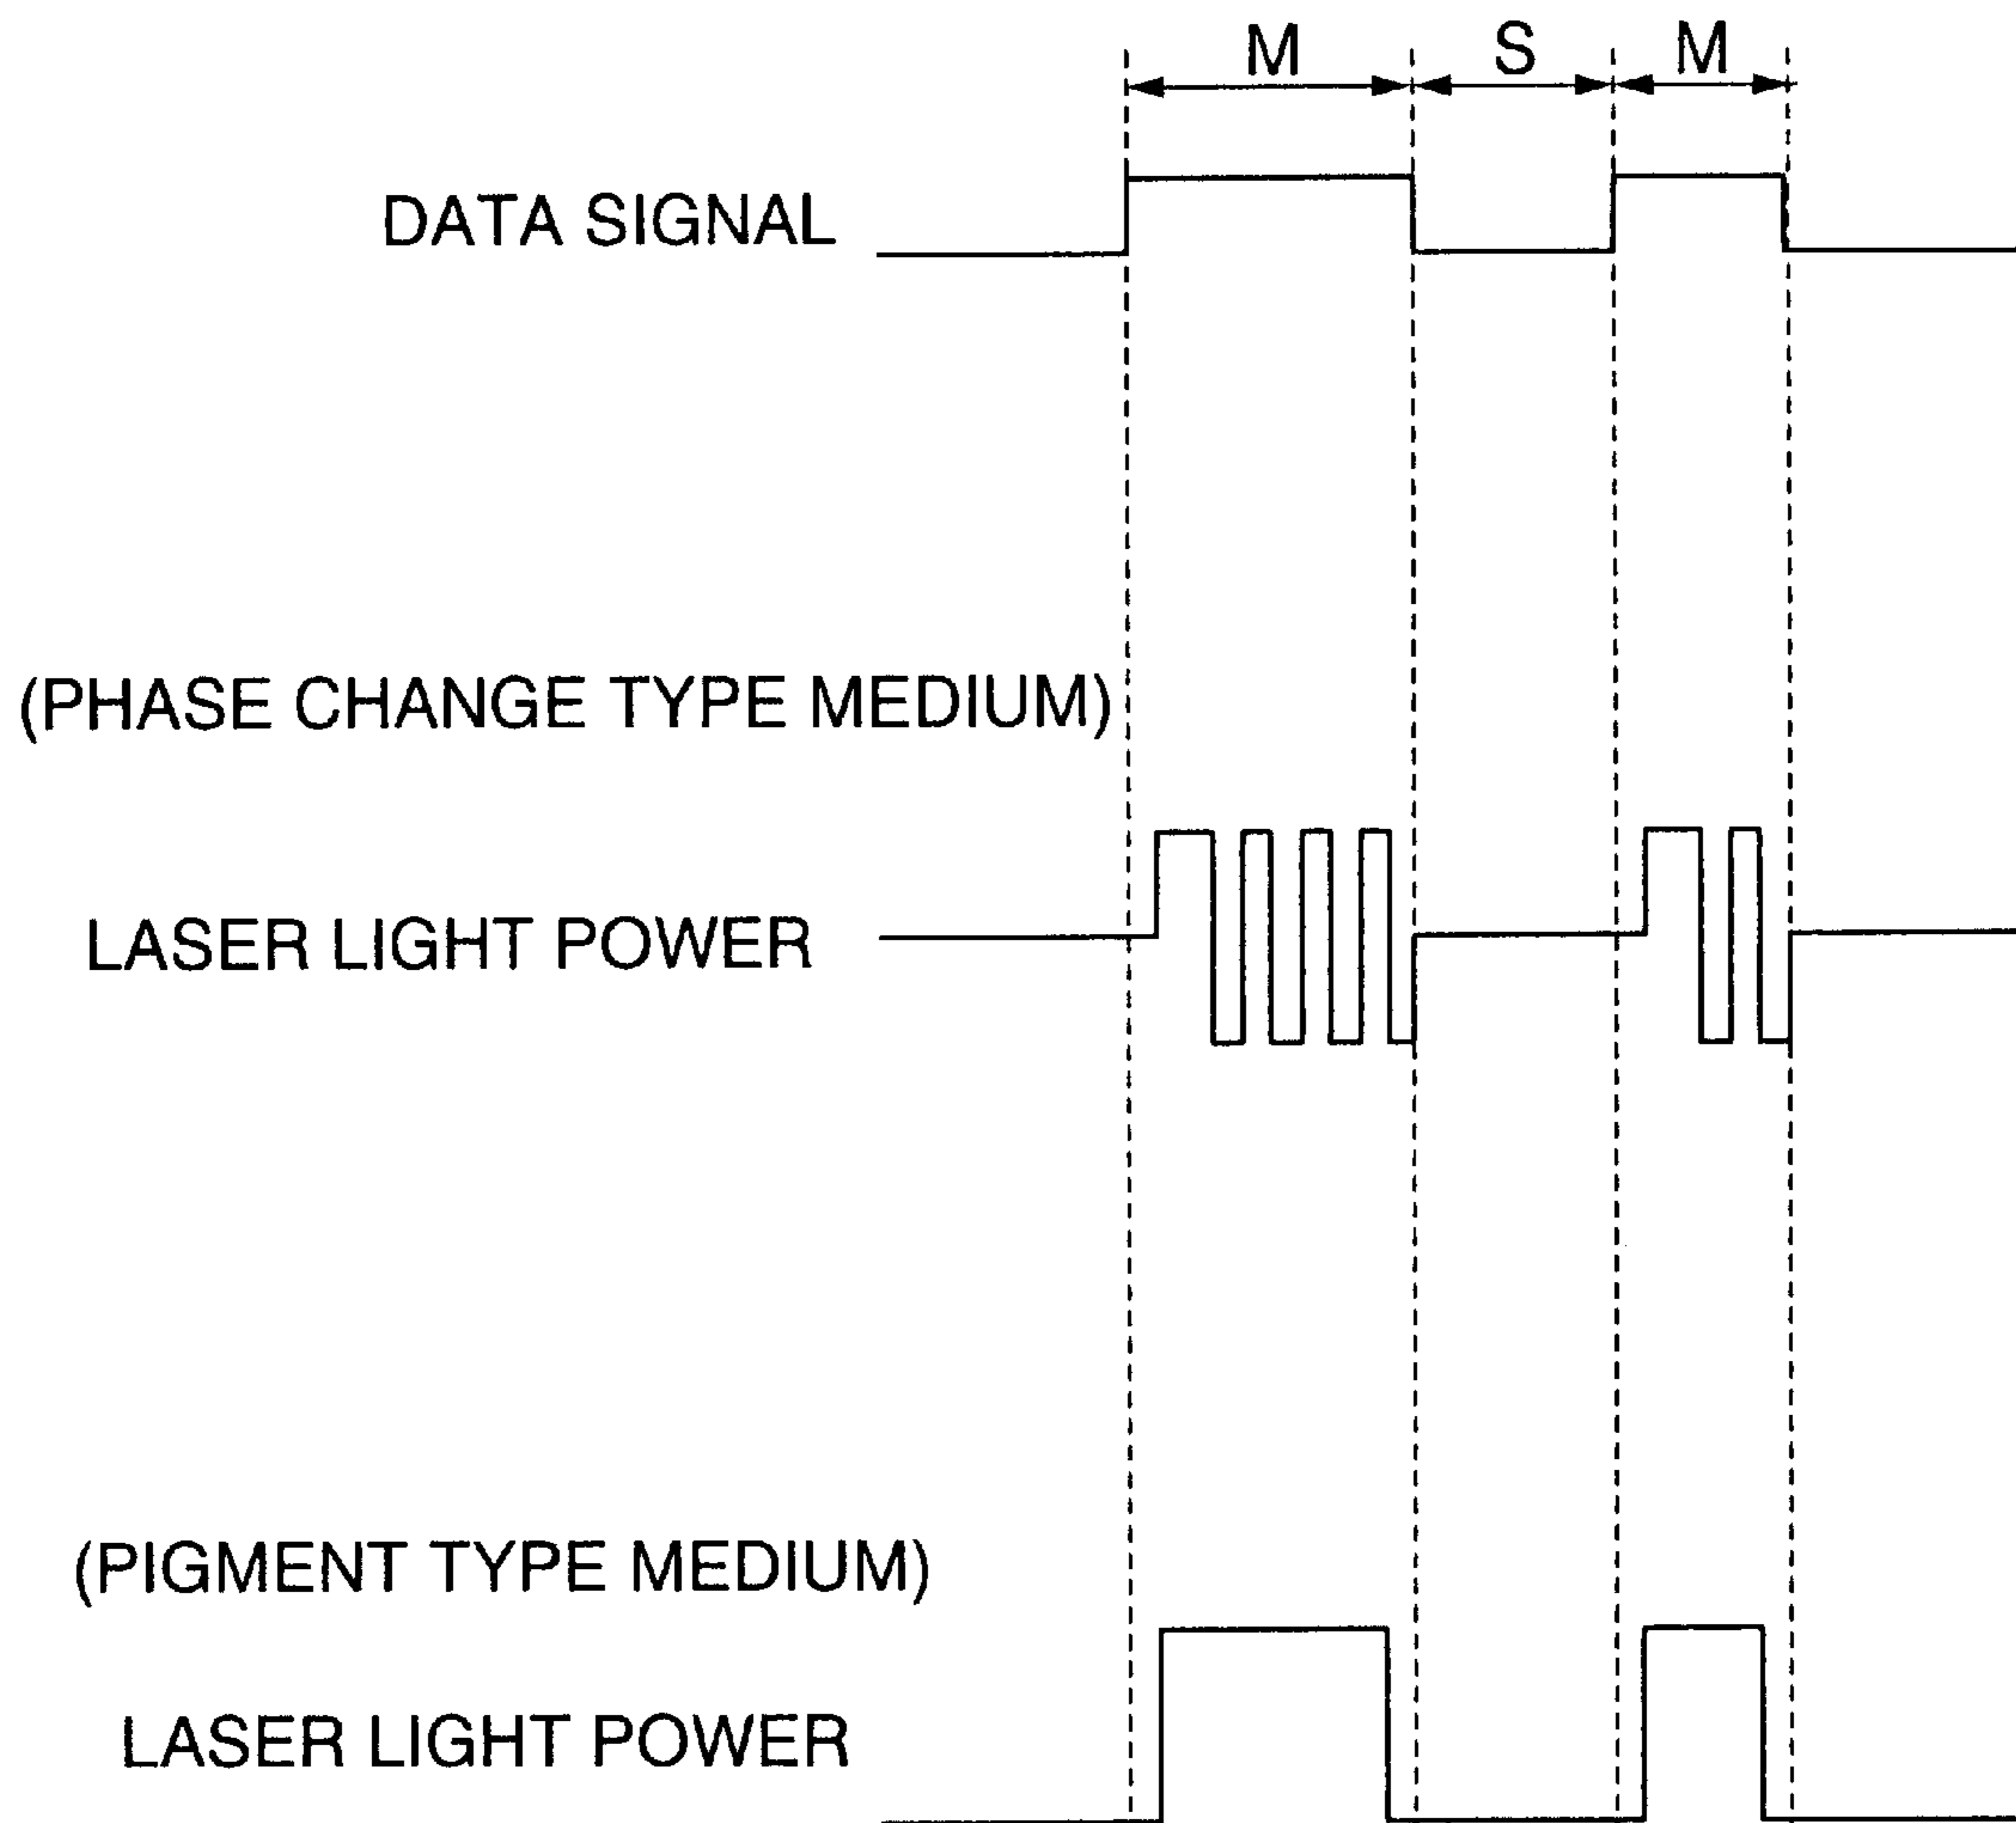 M S M
DATA SIGNAL
(PHASE CHANGE TYPE MEDIUM)
LASER LIGHT POWER
(PIGMENT TYPE MEDIUM)
LASER LIGHT POWER